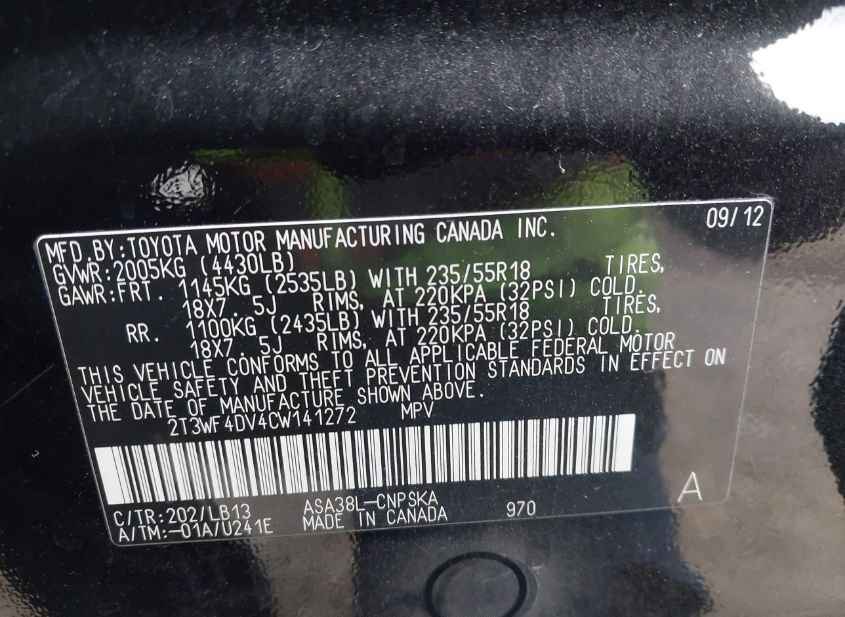 MFD.BY:TOYOTA MOTOR MANUFACTURING CANADA INC. 09/12
GVWR:2005KG (4430LB)
GAWR:FRT. 1145KG (2535LB) WITH 235/55R18 TIRES,
18X7. 5J RIMS, AT 220KPA (32PSI) COLD.
RR. 1100KG (2435LB) WITH 235/55R18 TIRES,
18X7. 5J RIMS, AT 220KPA (32PSI) COLD.
THIS VEHICLE CONFORMS TO ALL APPLICABLE FEDERAL MOTOR
VEHICLE SAFETY AND THEFT PREVENTION STANDARDS IN EFFECT ON
THE DATE OF MANUFACTURE SHOWN ABOVE.
2T3WF4DV4CW141272 MPV
C/TR:202/LB13 ASA38L-CNPSKA A
A/TM:-01A/U241E MADE IN CANADA 970